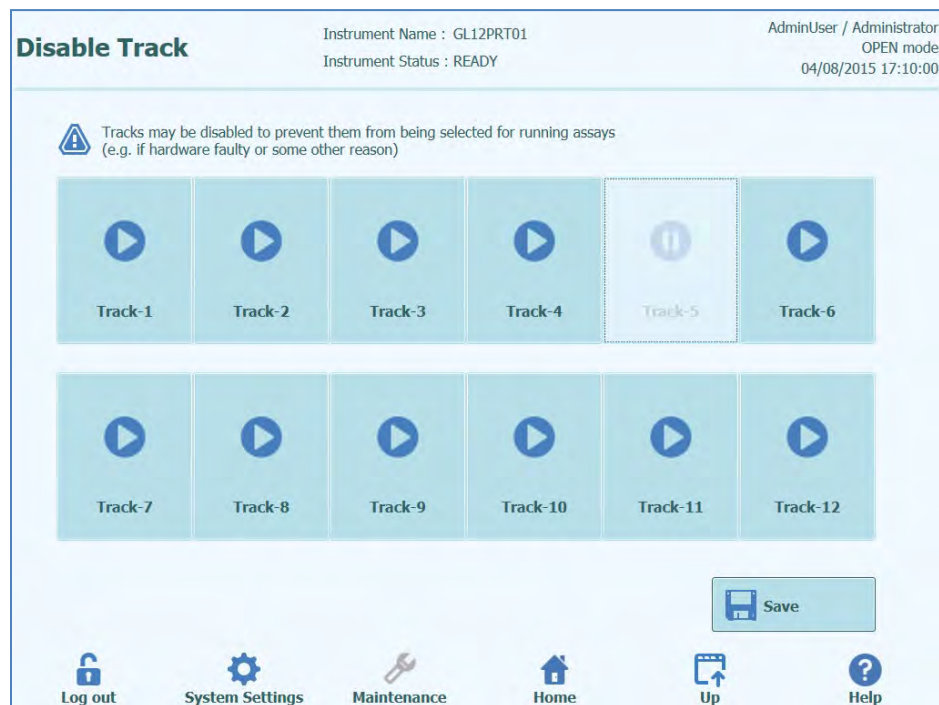 Disable Track
Instrument Name : GL12PRT01
Instrument Status : READY
AdminUser / Administrator
OPEN mode
04/08/2015 17:10:00
Tracks may be disabled to prevent them from being selected for running assays
(e.g. if hardware faulty or some other reason)
Track-1 Track-2 Track-3 Track-4 Track-5 Track-6
Track-7 Track-8 Track-9 Track-10 Track-11 Track-12
Save
Log out System Settings Maintenance Home Up Help